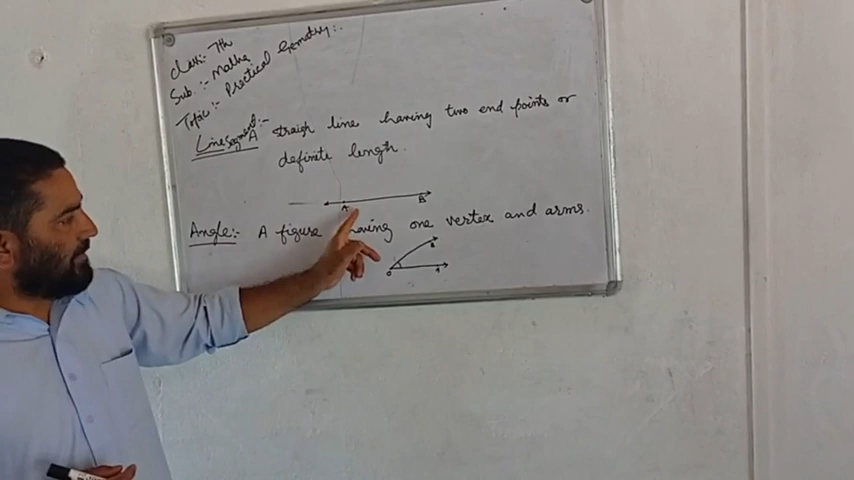 Class:- 7th
Sub:- Maths
Topic:- Practical Geometry:-
Line segment:- A straigh line having two end points or
definite length.
A B
Angle:- A figure having one vertex and arms.
B
O A